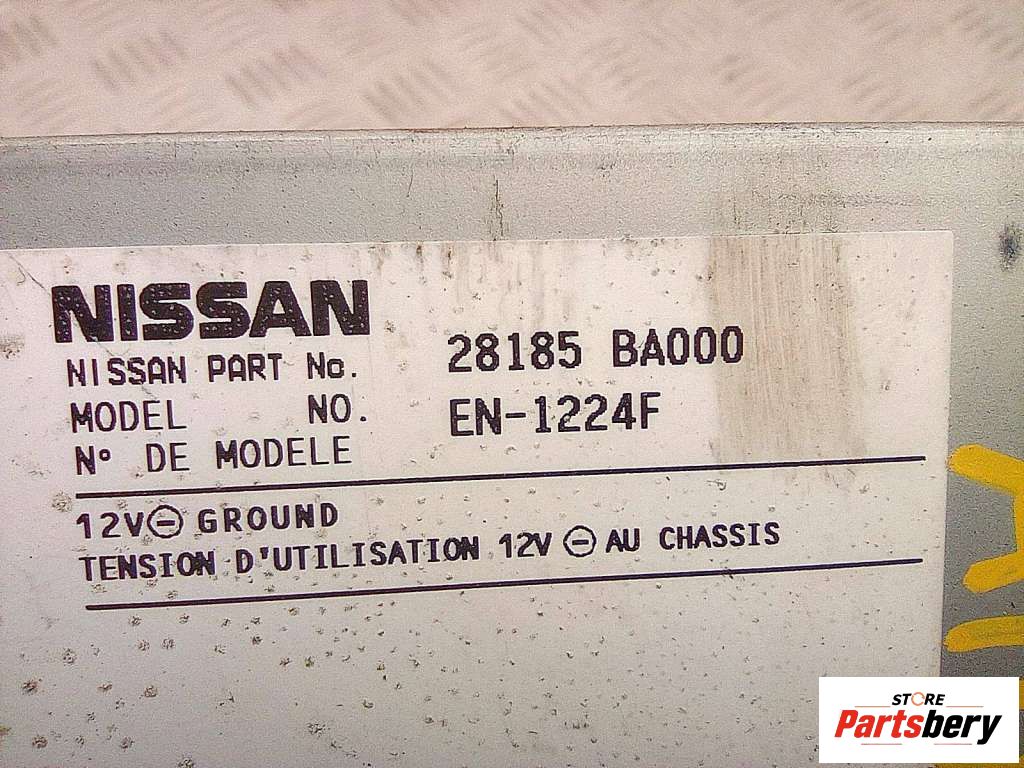 NISSAN
NISSAN PART No. 28185 BA000
MODEL NO. EN-1224F
N° DE MODELE
12V⊖ GROUND
TENSION D'UTILISATION 12V ⊖ AU CHASSIS
STORE
Partsbery